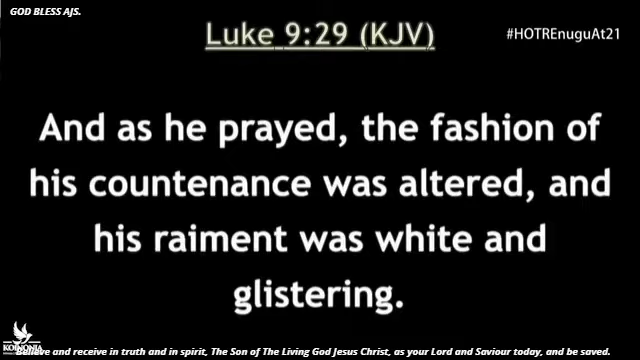 GOD BLESS AJS.
Luke 9:29 (KJV)
#HOTREnuguAt21
And as he prayed, the fashion of
his countenance was altered, and
his raiment was white and
glistering.
KOINONIA
Believe and receive in truth and in spirit, The Son of The Living God Jesus Christ, as your Lord and Saviour today, and be saved.